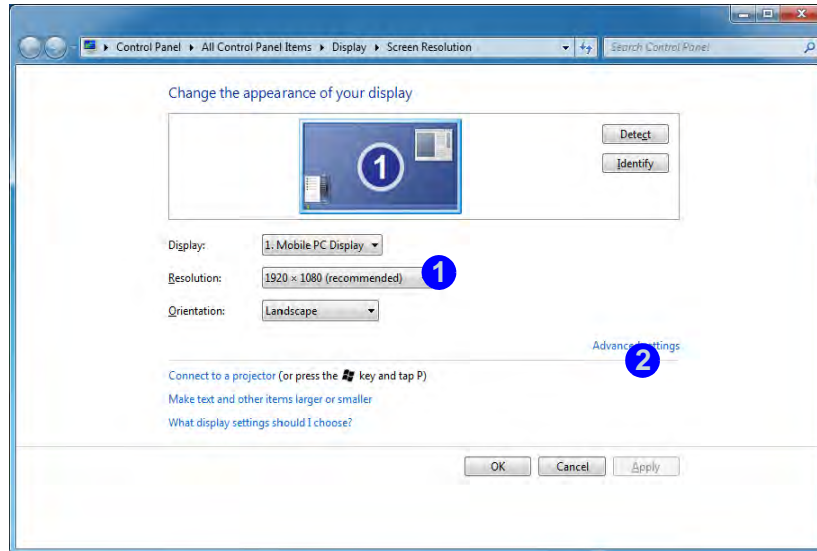 Control Panel ▸ All Control Panel Items ▸ Display ▸ Screen Resolution
Search Control Panel
Change the appearance of your display
1
Detect
Identify
Display: 1. Mobile PC Display
Resolution: 1920 × 1080 (recommended)
1
Orientation: Landscape
Advanced settings
2
Connect to a projector (or press the key and tap P)
Make text and other items larger or smaller
What display settings should I choose?
OK Cancel Apply